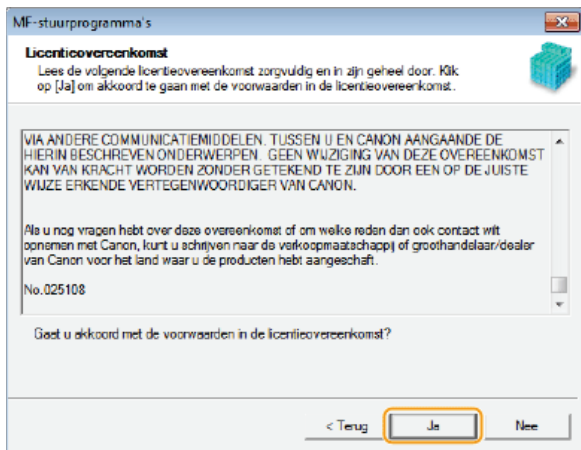 MF-stuurprogramma's
Licentieovereenkomst
Lees de volgende licentieovereenkomst zorgvuldig en in zijn geheel door. Klik
op [Ja] om akkoord te gaan met de voorwaarden in de licentieovereenkomst.
VIA ANDERE COMMUNICATIEMIDDELEN, TUSSEN U EN CANON AANGAANDE DE
HIERIN BESCHREVEN ONDERWERPEN. GEEN WIJZIGING VAN DEZE OVEREENKOMST
KAN VAN KRACHT WORDEN ZONDER GETEKEND TE ZIJN DOOR EEN OP DE JUISTE
WIJZE ERKENDE VERTEGENWOORDIGER VAN CANON.
Als u nog vragen hebt over deze overeenkomst of om welke reden dan ook contact wilt
opnemen met Canon, kunt u schrijven naar de verkoopmaatschappij of groothandelaar/dealer
van Canon voor het land waar u de producten hebt aangeschaft.
No.025108
Gaat u akkoord met de voorwaarden in de licentieovereenkomst?
< Terug
Ja
Nee